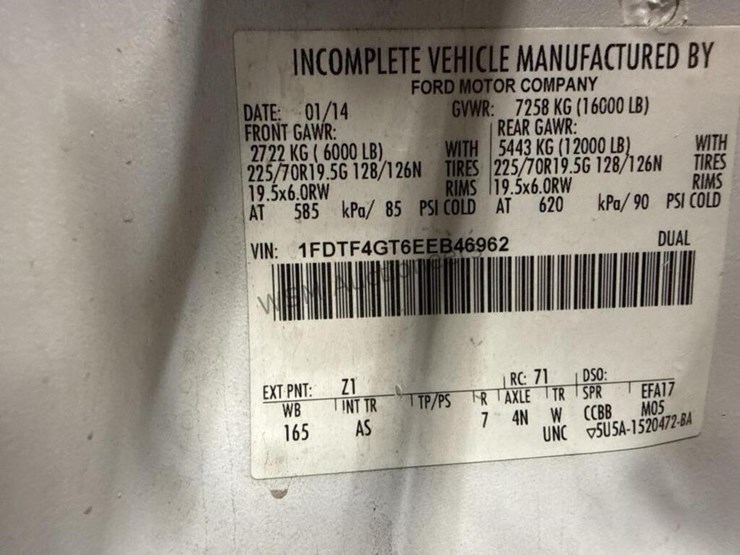 INCOMPLETE VEHICLE MANUFACTURED BY
FORD MOTOR COMPANY
DATE: 01/14 GVWR: 7258 KG (16000 LB)
FRONT GAWR: REAR GAWR:
2722 KG ( 6000 LB) WITH 5443 KG (12000 LB) WITH
225/70R19.5G 128/126N TIRES 225/70R19.5G 128/126N TIRES
19.5x6.0RW RIMS 19.5x6.0RW RIMS
AT 585 kPa/ 85 PSI COLD AT 620 kPa/ 90 PSI COLD
VIN: 1FDTF4GT6EEB46962 DUAL
WSM Auctioneers
EXT PNT: Z1 RC: 71 DSO:
WB INT TR TP/PS R AXLE TR SPR EFA17
165 AS 7 4N W CCBB M05
UNC ▽5U5A-1520472-BA